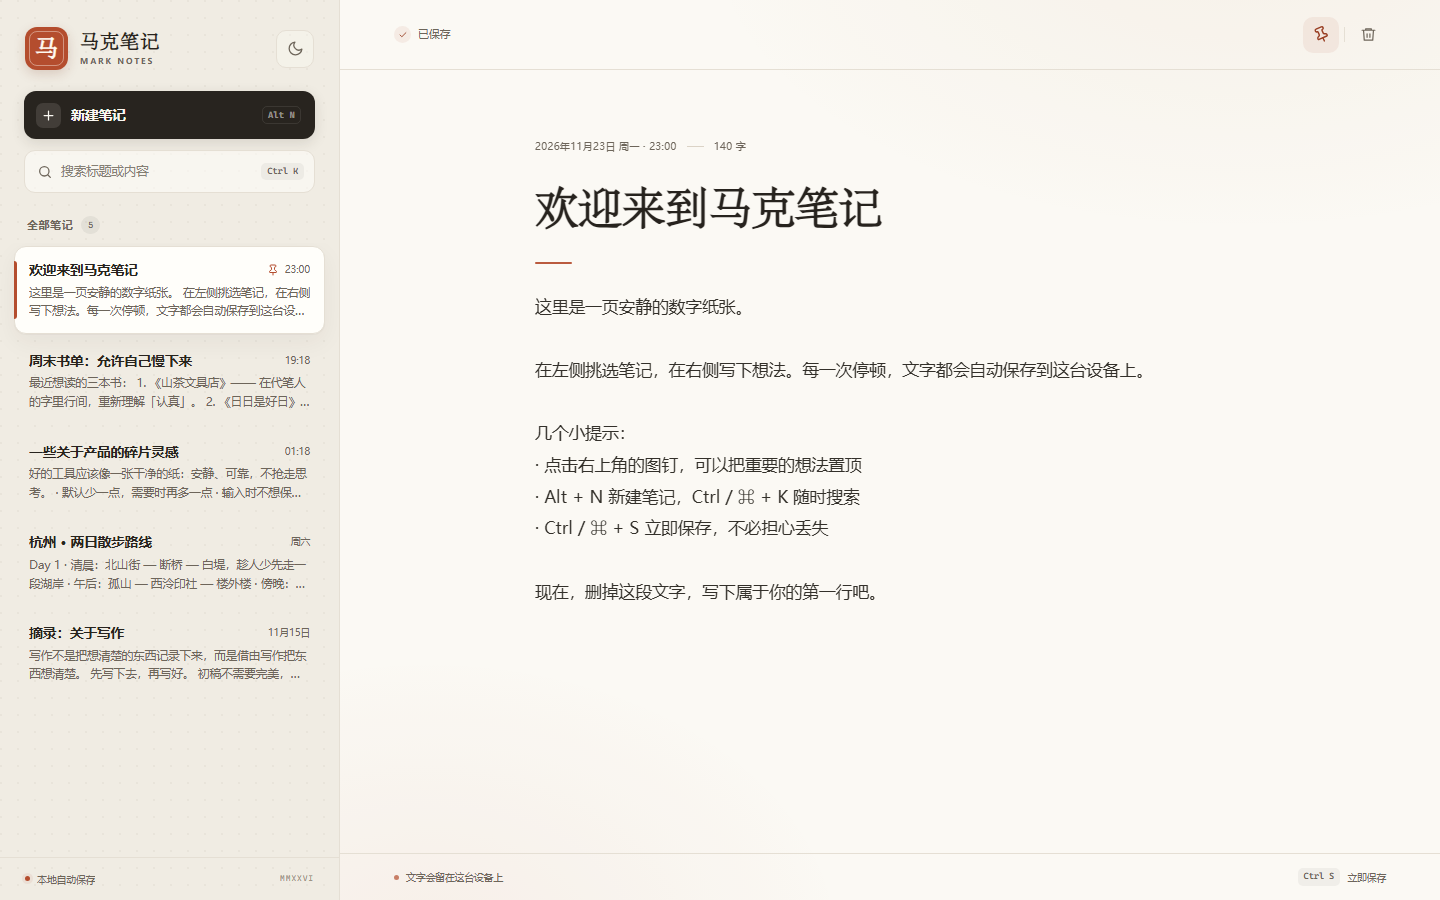 马
马克笔记
MARK NOTES
新建笔记
Alt N
搜索标题或内容
Ctrl K
全部笔记
5
欢迎来到马克笔记
23:00
这里是一页安静的数字纸张。 在左侧挑选笔记，在右侧
写下想法。每一次停顿，文字都会自动保存到这台设...
周末书单：允许自己慢下来
19:18
最近想读的三本书： 1. 《山茶文具店》—— 在代笔人
的字里行间，重新理解「认真」。 2. 《日日是好日》...
一些关于产品的碎片灵感
01:18
好的工具应该像一张干净的纸：安静、可靠，不抢走思
考。 · 默认少一点，需要时再多一点 · 输入时不想保...
杭州 • 两日散步路线
周六
Day 1 · 清晨：北山街 — 断桥 — 白堤，趁人少先走一
段湖岸 · 午后：孤山 — 西泠印社 — 楼外楼 · 傍晚：...
摘录：关于写作
11月15日
写作不是把想清楚的东西记录下来，而是借由写作把东
西想清楚。 先写下去，再写好。 初稿不需要完美，...
本地自动保存
MMXXVI
已保存
2026年11月23日 周一 · 23:00 — 140 字
欢迎来到马克笔记
这里是一页安静的数字纸张。
在左侧挑选笔记，在右侧写下想法。每一次停顿，文字都会自动保存到这台设备上。
几个小提示：
· 点击右上角的图钉，可以把重要的想法置顶
· Alt + N 新建笔记，Ctrl / ⌘ + K 随时搜索
· Ctrl / ⌘ + S 立即保存，不必担心丢失
现在，删掉这段文字，写下属于你的第一行吧。
文字会留在这台设备上
Ctrl S
立即保存